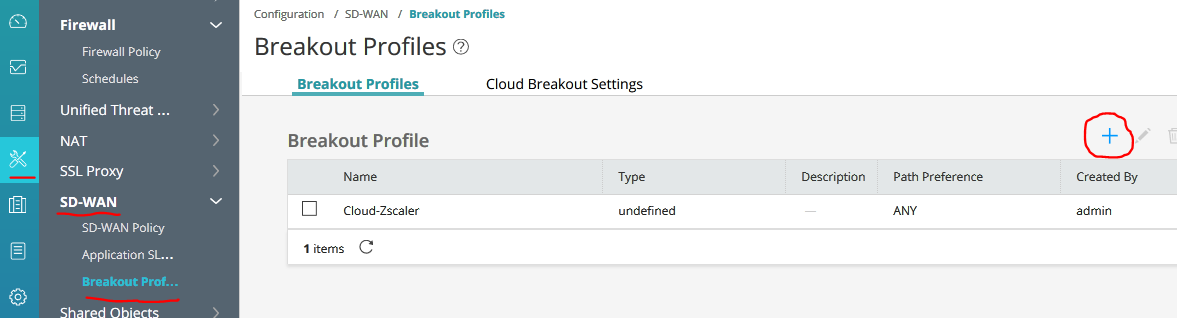 Firewall
Firewall Policy
Schedules
Unified Threat ...
NAT
SSL Proxy
SD-WAN
SD-WAN Policy
Application SL...
Breakout Prof...
Shared Objects
Configuration / SD-WAN / Breakout Profiles
Breakout Profiles ?
Breakout Profiles Cloud Breakout Settings
Breakout Profile
Name Type Description Path Preference Created By
Cloud-Zscaler undefined — ANY admin
1 items